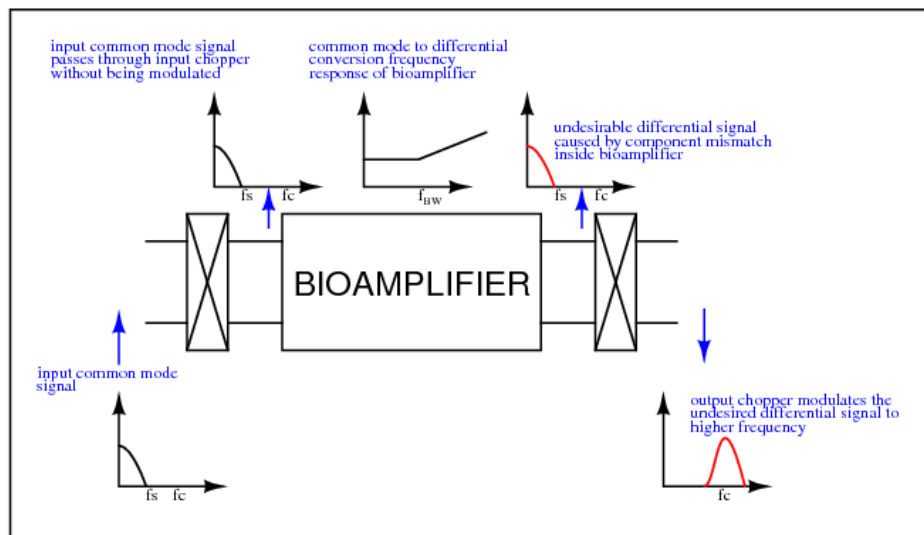 input common mode signal
passes through input chopper
without being modulated
common mode to differential
conversion frequency
response of bioamplifier
undesirable differential signal
caused by component mismatch
inside bioamplifier
fs fc
f_BW
fs fc
BIOAMPLIFIER
input common mode
signal
fs fc
output chopper modulates the
undesired differential signal to
higher frequency
fc